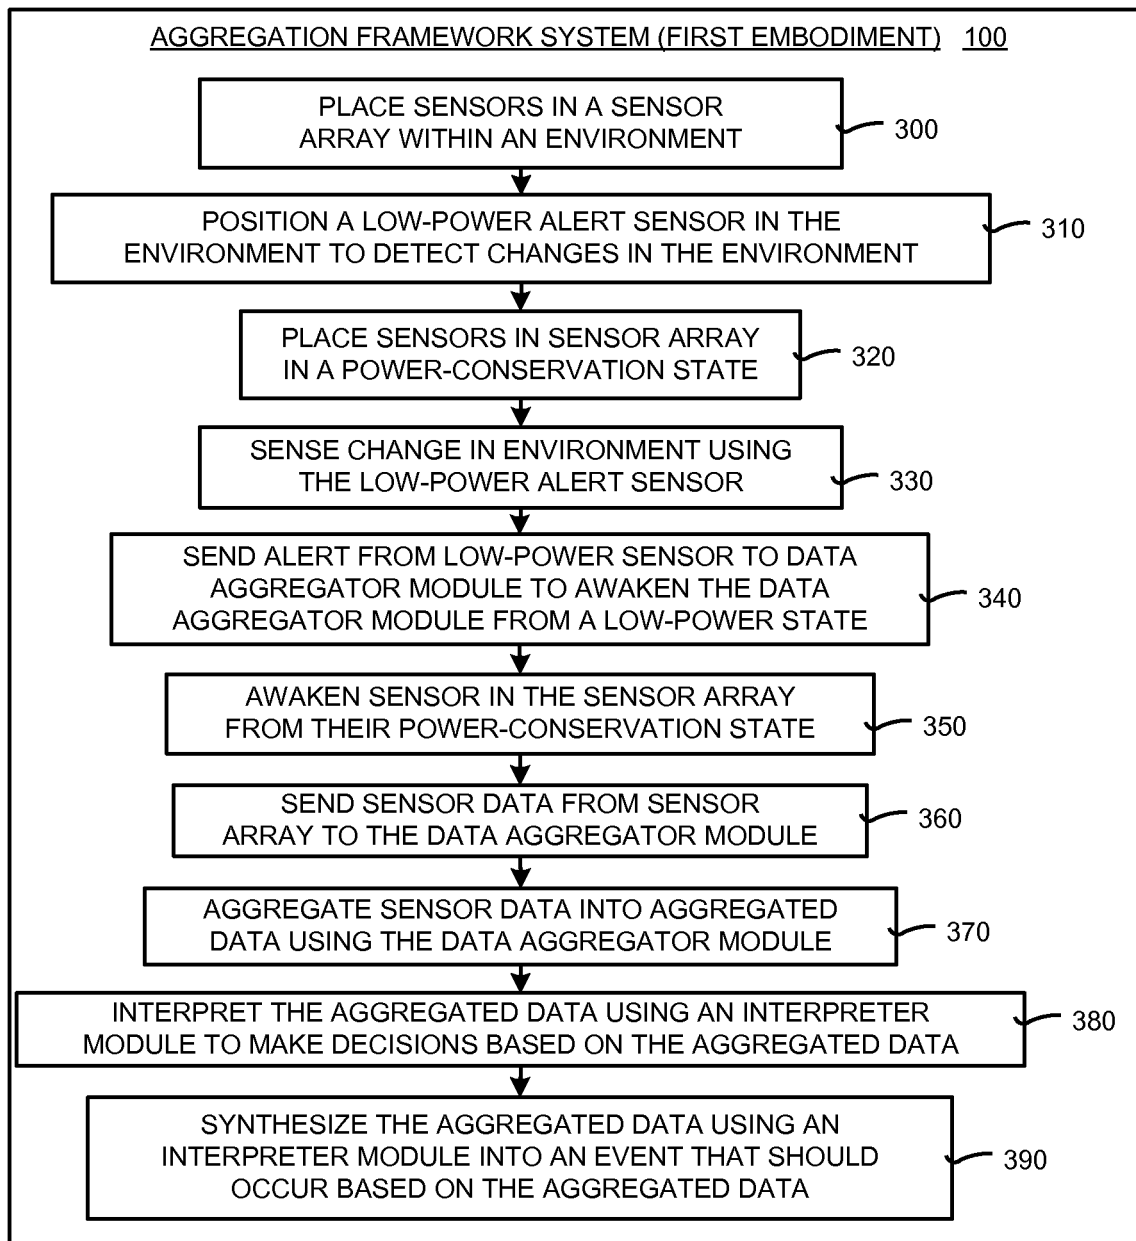 AGGREGATION FRAMEWORK SYSTEM (FIRST EMBODIMENT) 100
PLACE SENSORS IN A SENSOR
ARRAY WITHIN AN ENVIRONMENT
300
POSITION A LOW-POWER ALERT SENSOR IN THE
ENVIRONMENT TO DETECT CHANGES IN THE ENVIRONMENT
310
PLACE SENSORS IN SENSOR ARRAY
IN A POWER-CONSERVATION STATE
320
SENSE CHANGE IN ENVIRONMENT USING
THE LOW-POWER ALERT SENSOR
330
SEND ALERT FROM LOW-POWER SENSOR TO DATA
AGGREGATOR MODULE TO AWAKEN THE DATA
AGGREGATOR MODULE FROM A LOW-POWER STATE
340
AWAKEN SENSOR IN THE SENSOR ARRAY
FROM THEIR POWER-CONSERVATION STATE
350
SEND SENSOR DATA FROM SENSOR
ARRAY TO THE DATA AGGREGATOR MODULE
360
AGGREGATE SENSOR DATA INTO AGGREGATED
DATA USING THE DATA AGGREGATOR MODULE
370
INTERPRET THE AGGREGATED DATA USING AN INTERPRETER
MODULE TO MAKE DECISIONS BASED ON THE AGGREGATED DATA
380
SYNTHESIZE THE AGGREGATED DATA USING AN
INTERPRETER MODULE INTO AN EVENT THAT SHOULD
OCCUR BASED ON THE AGGREGATED DATA
390